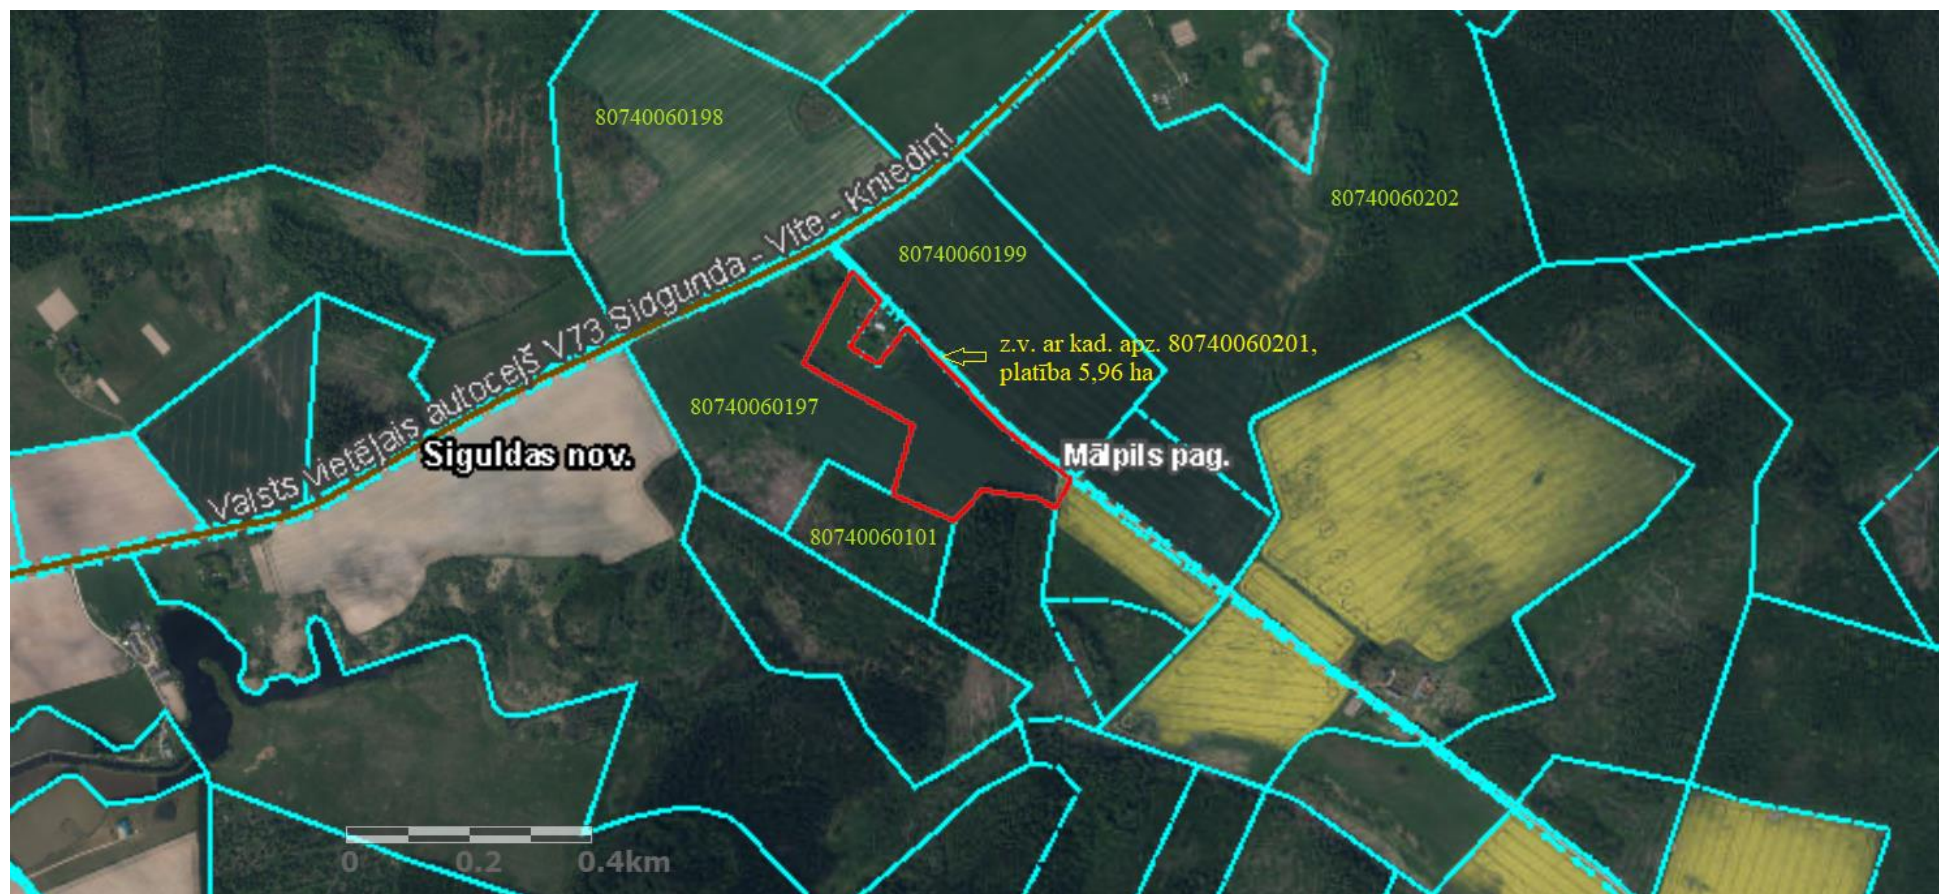 80740060198
80740060202
Valsts vietējais autoceļš V73 Sidgunda - Vite - Kniediņi
80740060199
z.v. ar kad. apz. 80740060201,
platība 5,96 ha
80740060197
Siguldas nov.
Mālpils pag.
80740060101
0 0.2 0.4km